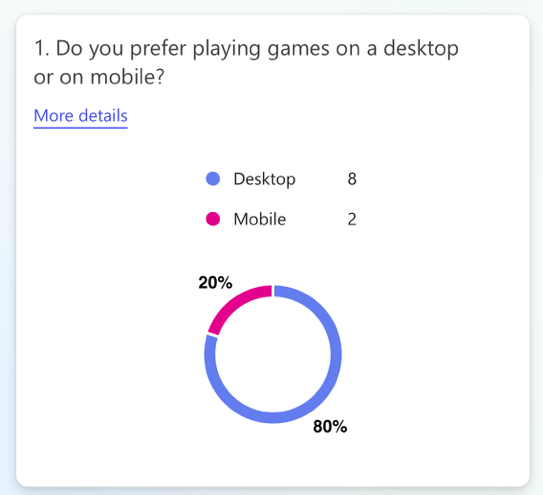 1. Do you prefer playing games on a desktop
or on mobile?
More details
Desktop 8
Mobile 2
20%
80%